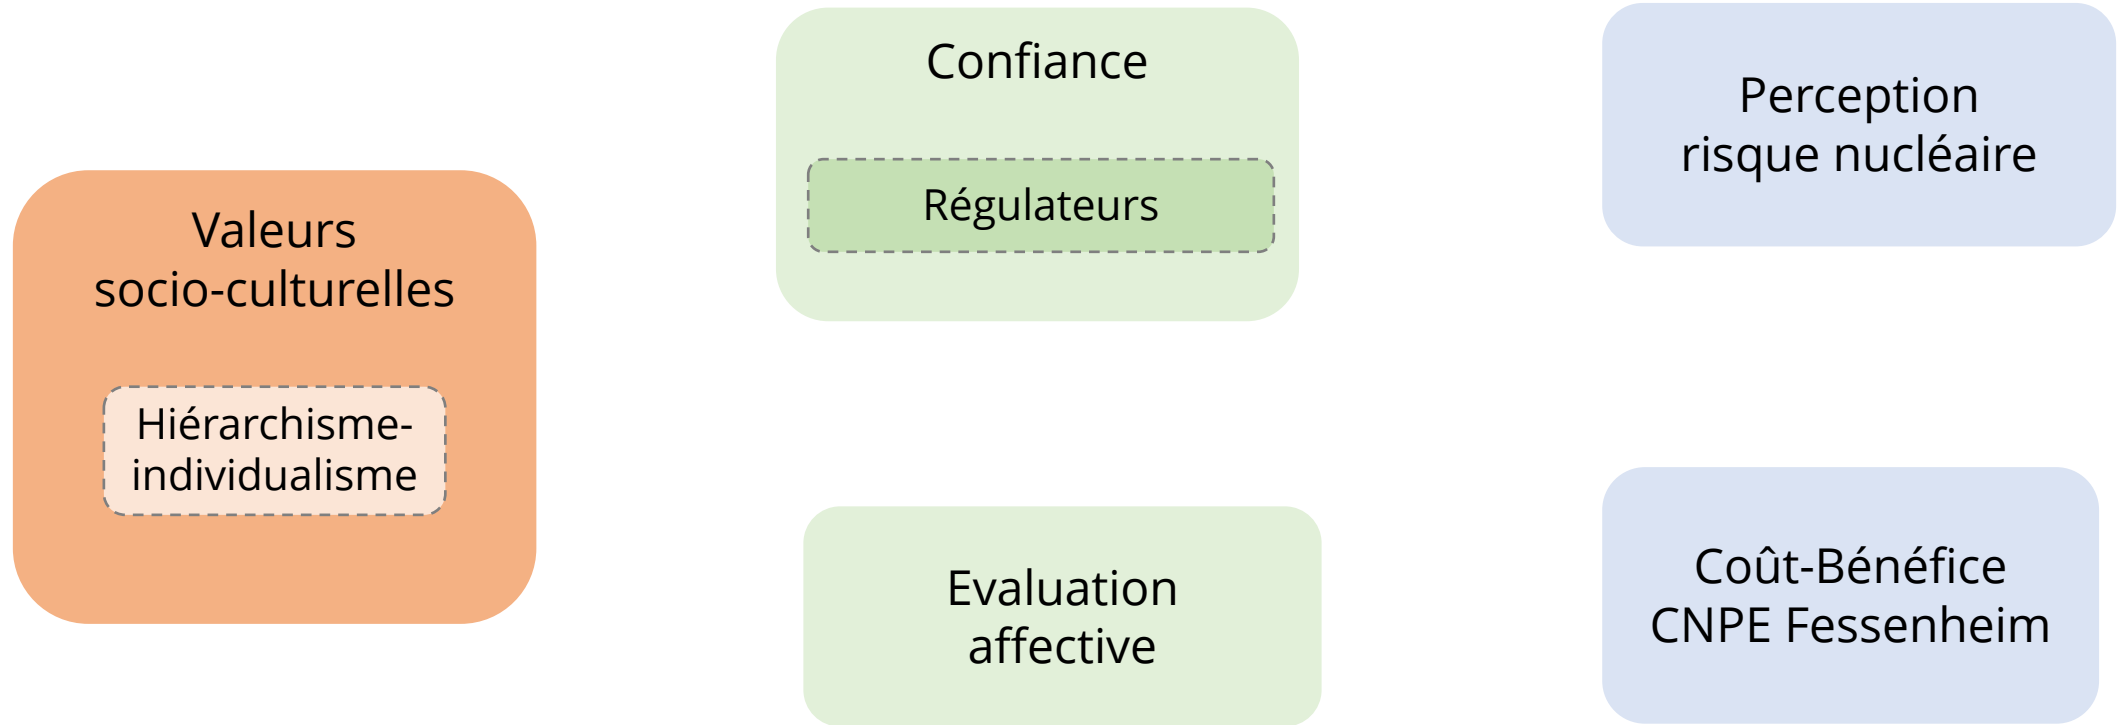 Valeurs
socio-culturelles
Hiérarchisme-
individualisme
Confiance
Régulateurs
Evaluation
affective
Perception
risque nucléaire
Coût-Bénéfice
CNPE Fessenheim